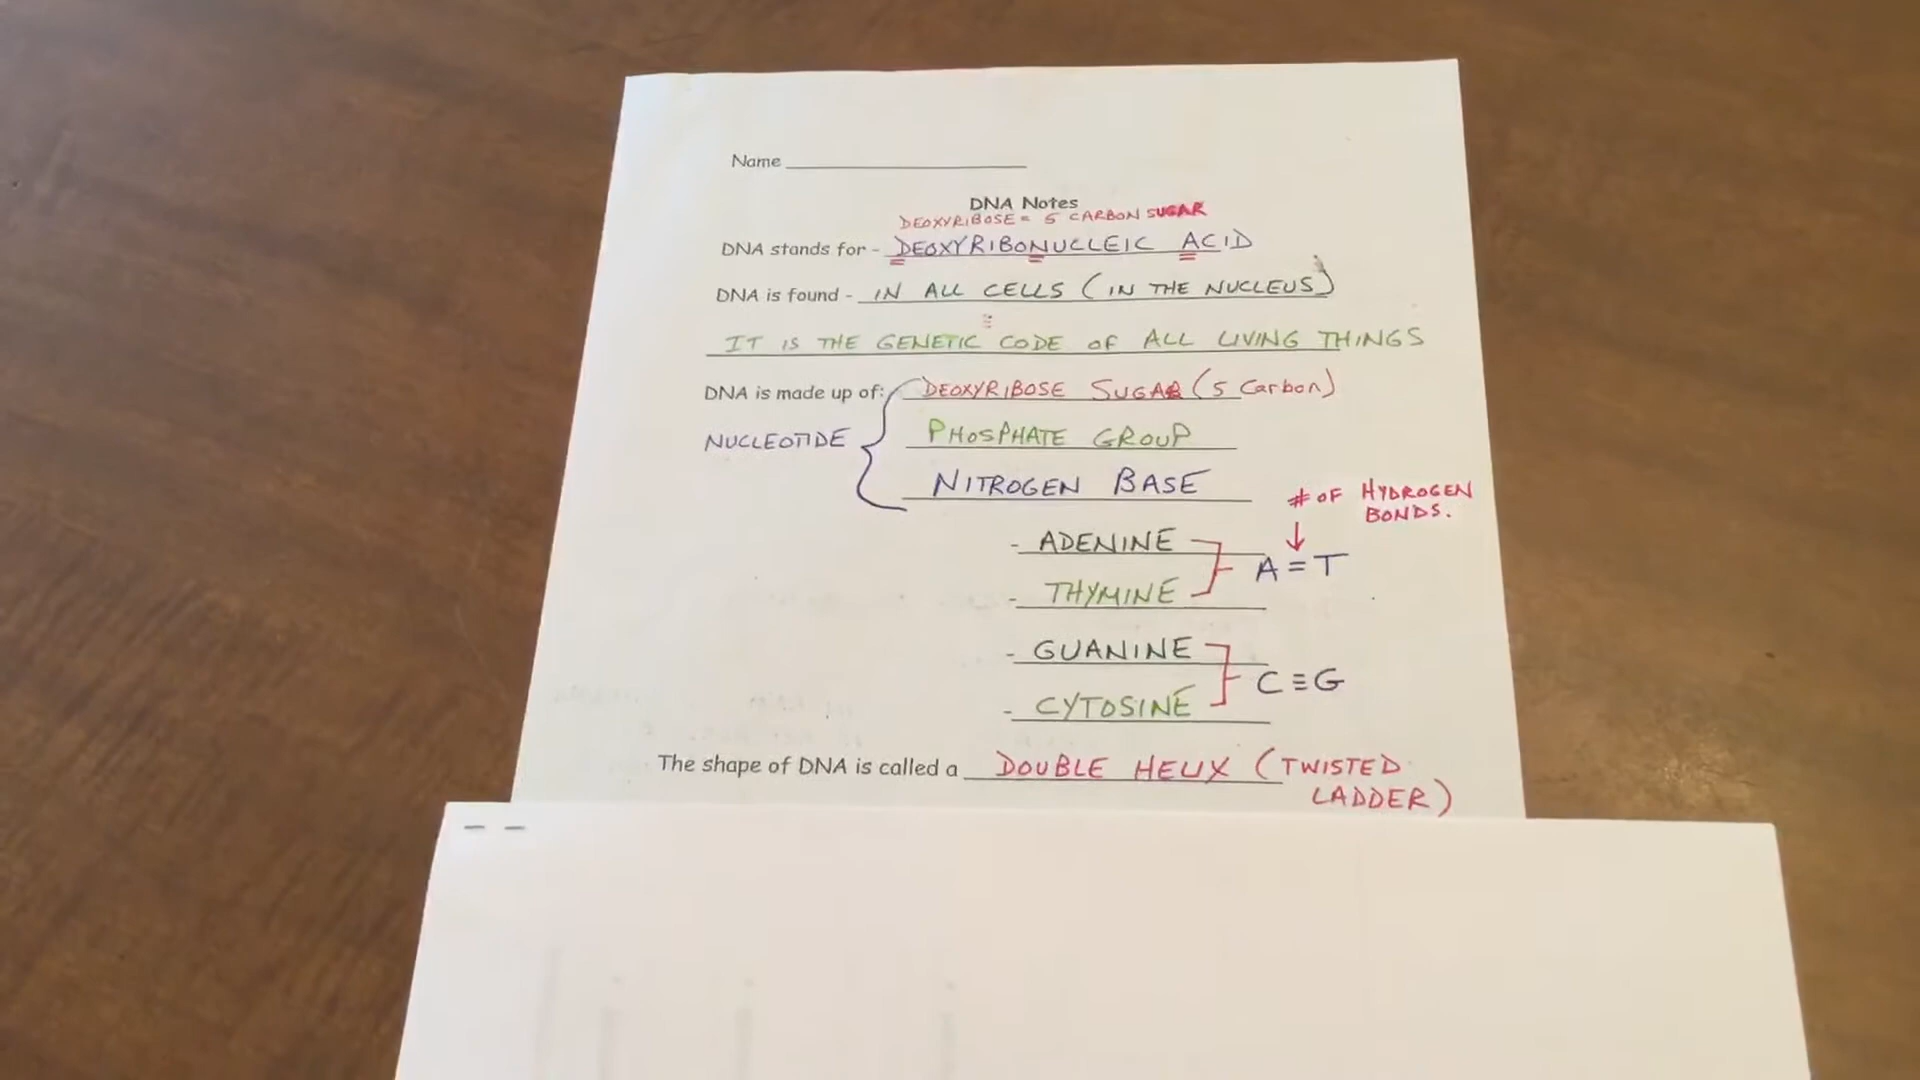 Name
DNA Notes
DEOXYRIBOSE = 5 CARBON SUGAR
DNA stands for - DEOXYRIBONUCLEIC ACID
DNA is found - IN ALL CELLS (IN THE NUCLEUS)
IT IS THE GENETIC CODE OF ALL LIVING THINGS
DNA is made up of: DEOXYRIBOSE SUGAR (5 Carbon)
NUCLEOTIDE
PHOSPHATE GROUP
NITROGEN BASE
# OF HYDROGEN
BONDS.
- ADENINE
A = T
- THYMINE
- GUANINE
C ≡ G
- CYTOSINE
The shape of DNA is called a DOUBLE HELIX (TWISTED
LADDER)